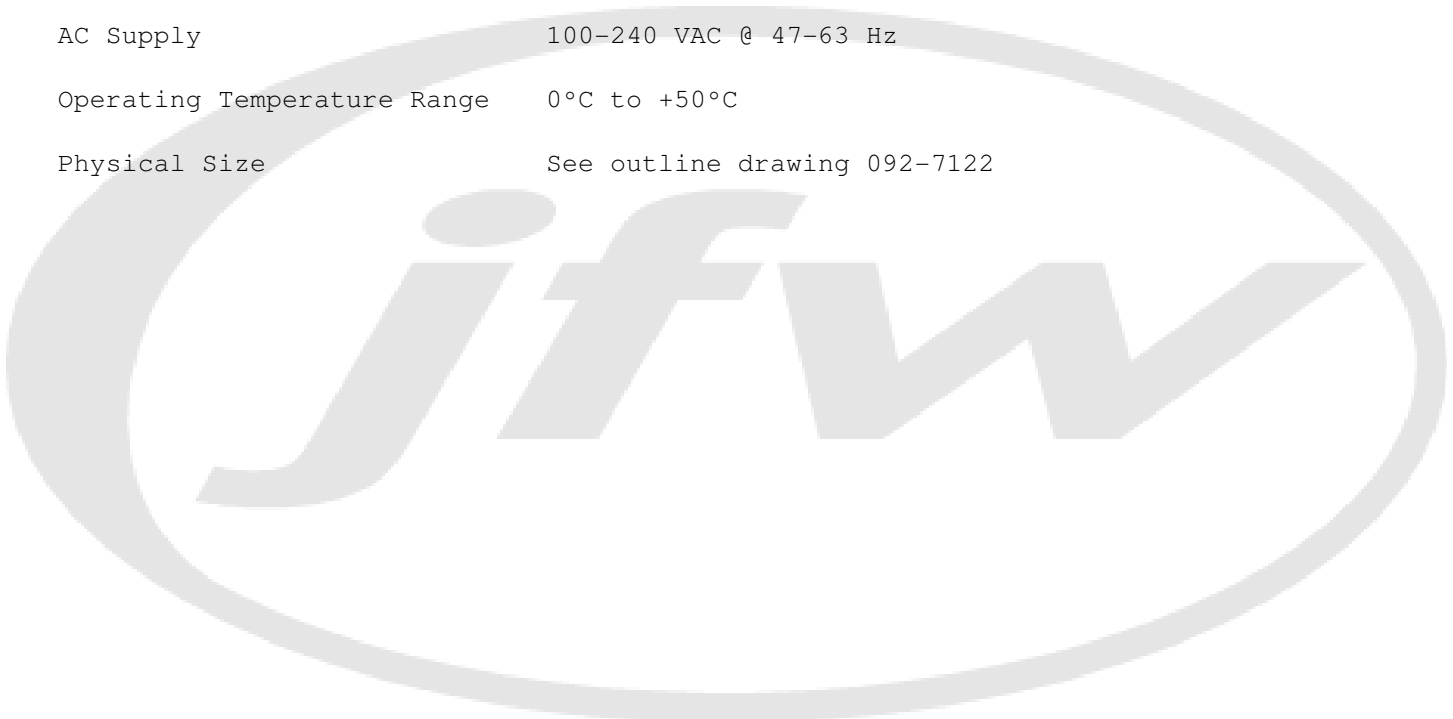 AC Supply 100-240 VAC @ 47-63 Hz
Operating Temperature Range 0°C to +50°C
Physical Size See outline drawing 092-7122
jfw